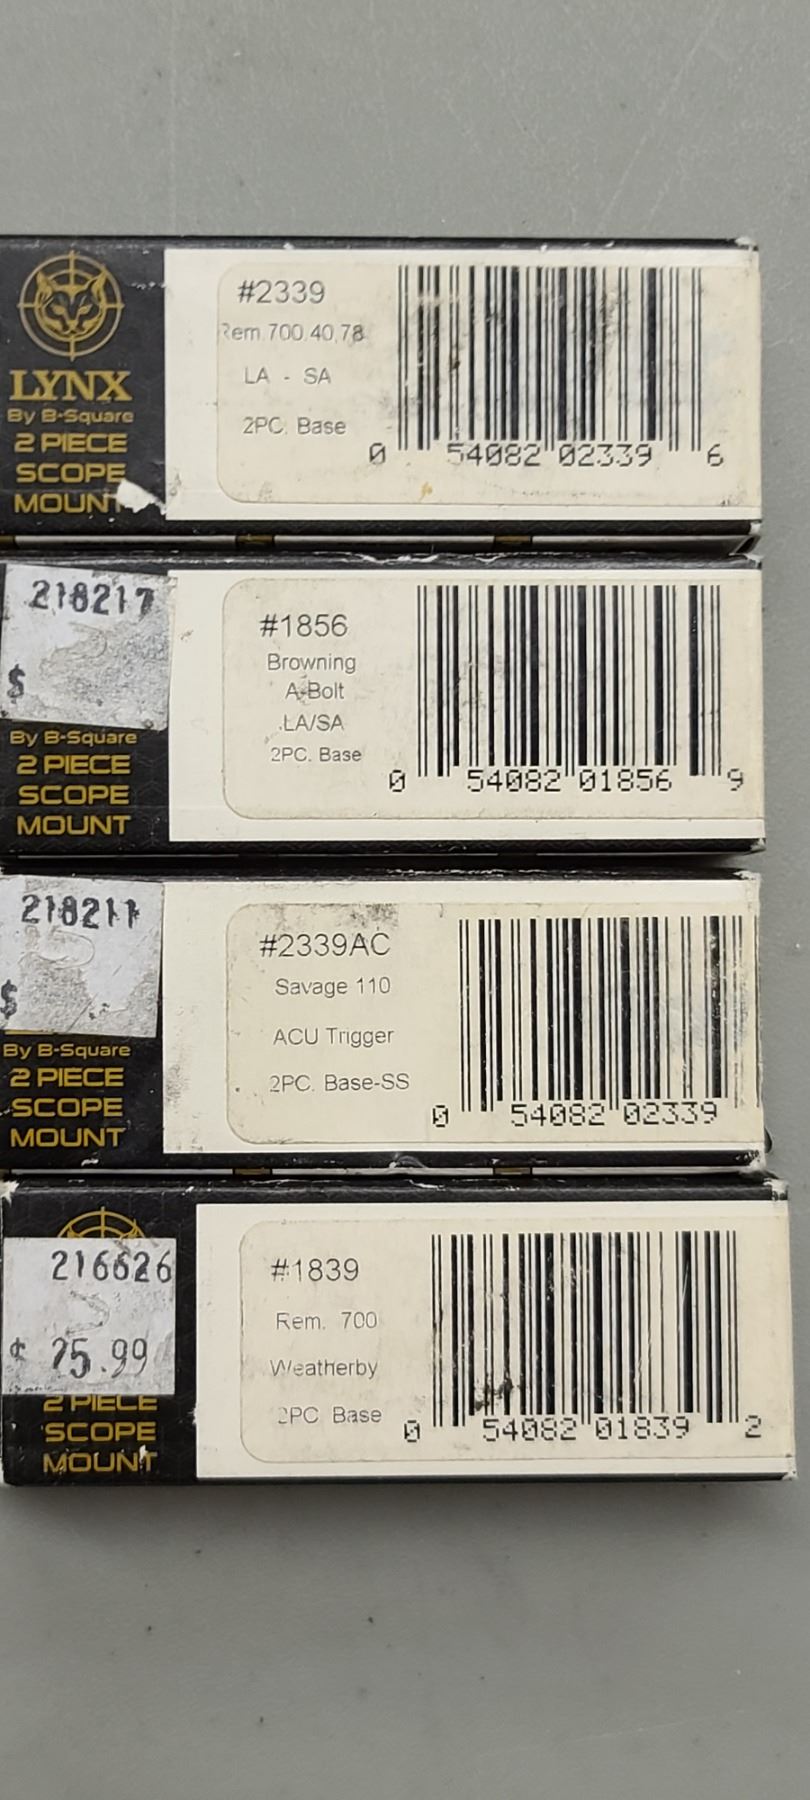 LYNX
By B-Square
2 PIECE
SCOPE
MOUNT
#2339
Rem.700,40,78
LA - SA
2PC. Base
0 54082 02339 6
218217
$
By B-Square
2 PIECE
SCOPE
MOUNT
#1856
Browning
A-Bolt
LA/SA
2PC. Base
0 54082 01856 9
218211
$
By B-Square
2 PIECE
SCOPE
MOUNT
#2339AC
Savage 110
ACU Trigger
2PC. Base-SS
0 54082 02339
216626
$ 25.99
2 PIECE
SCOPE
MOUNT
#1839
Rem. 700
Weatherby
2PC. Base
0 54082 01839 2